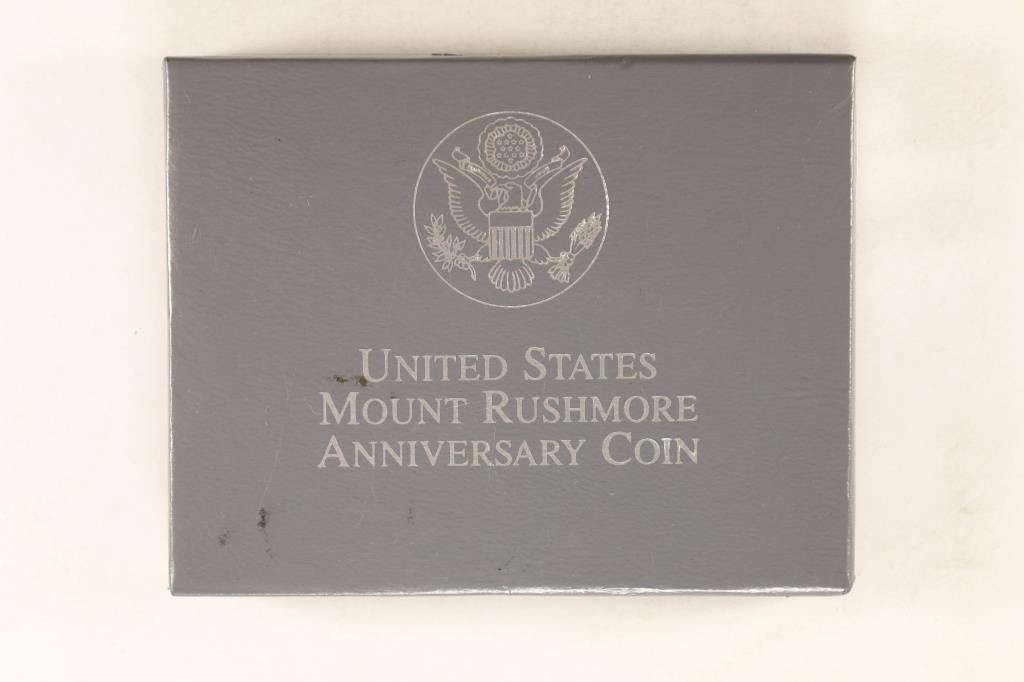 United States
Mount Rushmore
Anniversary Coin